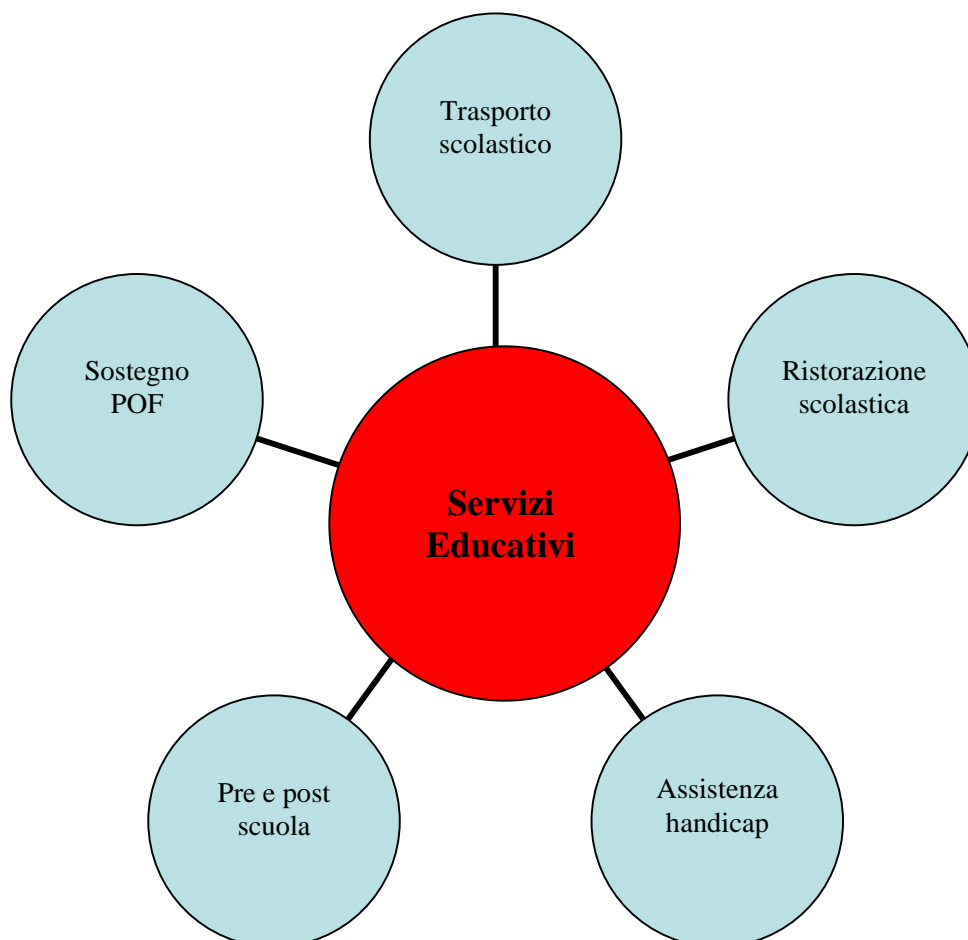 Trasporto
scolastico
Sostegno
POF
Ristorazione
scolastica
Servizi
Educativi
Pre e post
scuola
Assistenza
handicap